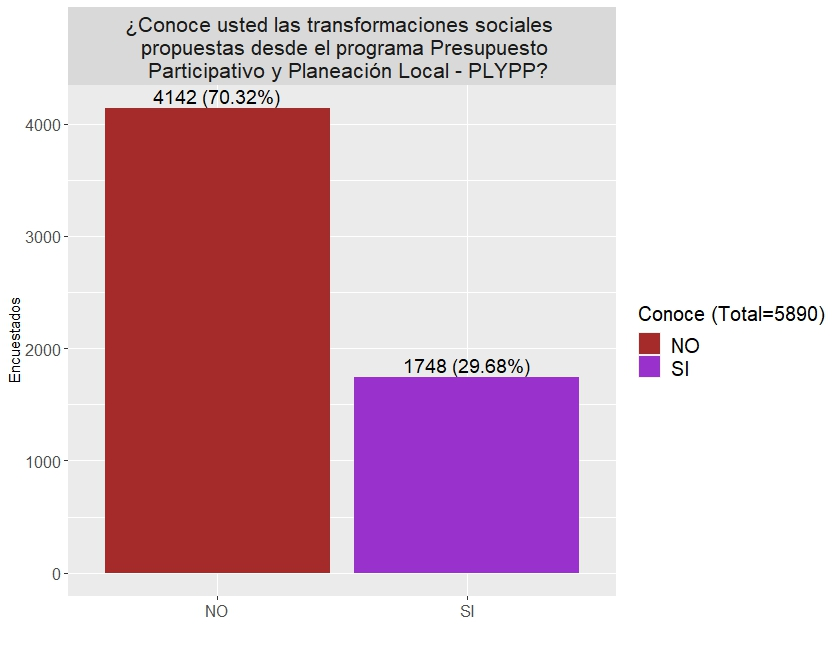 ¿Conoce usted las transformaciones sociales
propuestas desde el programa Presupuesto
Participativo y Planeación Local - PLYPP?
4142 (70.32%)
1748 (29.68%)
4000
3000
2000
1000
0
Encuestados
NO
SI
Conoce (Total=5890)
NO
SI